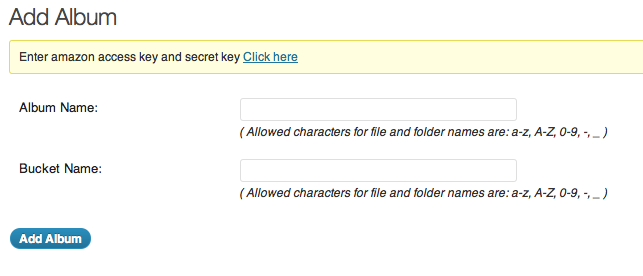 Add Album
Enter amazon access key and secret key Click here
Album Name:
( Allowed characters for file and folder names are: a-z, A-Z, 0-9, -, _ )
Bucket Name:
( Allowed characters for file and folder names are: a-z, A-Z, 0-9, -, _ )
Add Album